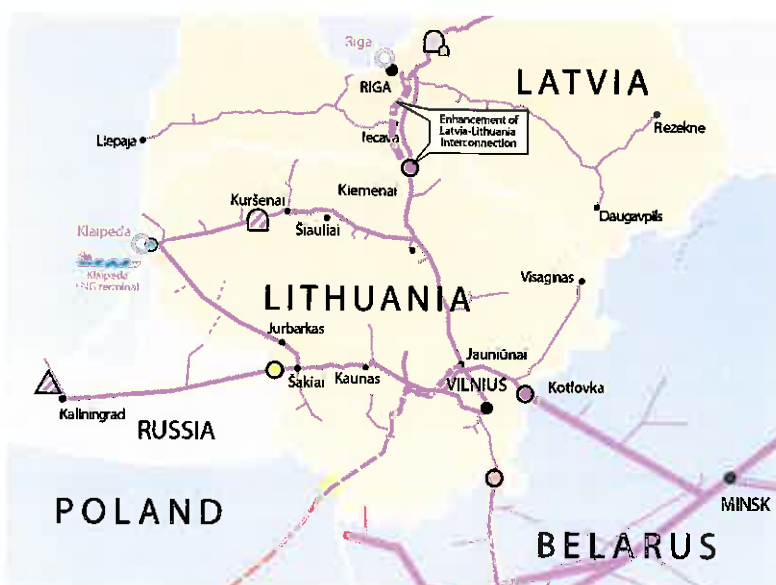 Riga
RIGA
LATVIA
Enhancement of
Latvia-Lithuania
Interconnection
Iecava
Rezekne
Liepaja
Kiemenai
Kuršenai
Daugavpils
Šiauliai
Klaipeda
Klaipeda
LNG terminal
Visaginas
LITHUANIA
Jurbarkas
Jauniūnai
Šakiai
Kaunas
VILNIUS
Kotlovka
Kaliningrad
RUSSIA
POLAND
MINSK
BELARUS